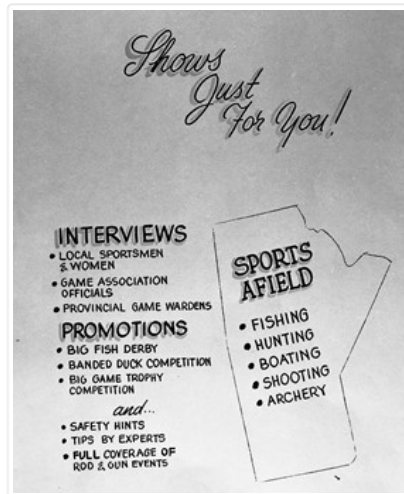 Shows
Just
For You!
INTERVIEWS
• LOCAL SPORTSMEN
& WOMEN
• GAME ASSOCIATION
OFFICIALS
• PROVINCIAL GAME WARDENS
PROMOTIONS
• BIG FISH DERBY
• BANDED DUCK COMPETITION
• BIG GAME TROPHY
COMPETITION
and...
• SAFETY HINTS
• TIPS BY EXPERTS
• FULL COVERAGE OF
ROD & GUN EVENTS
SPORTS
AFIELD
• FISHING
• HUNTING
• BOATING
• SHOOTING
• ARCHERY